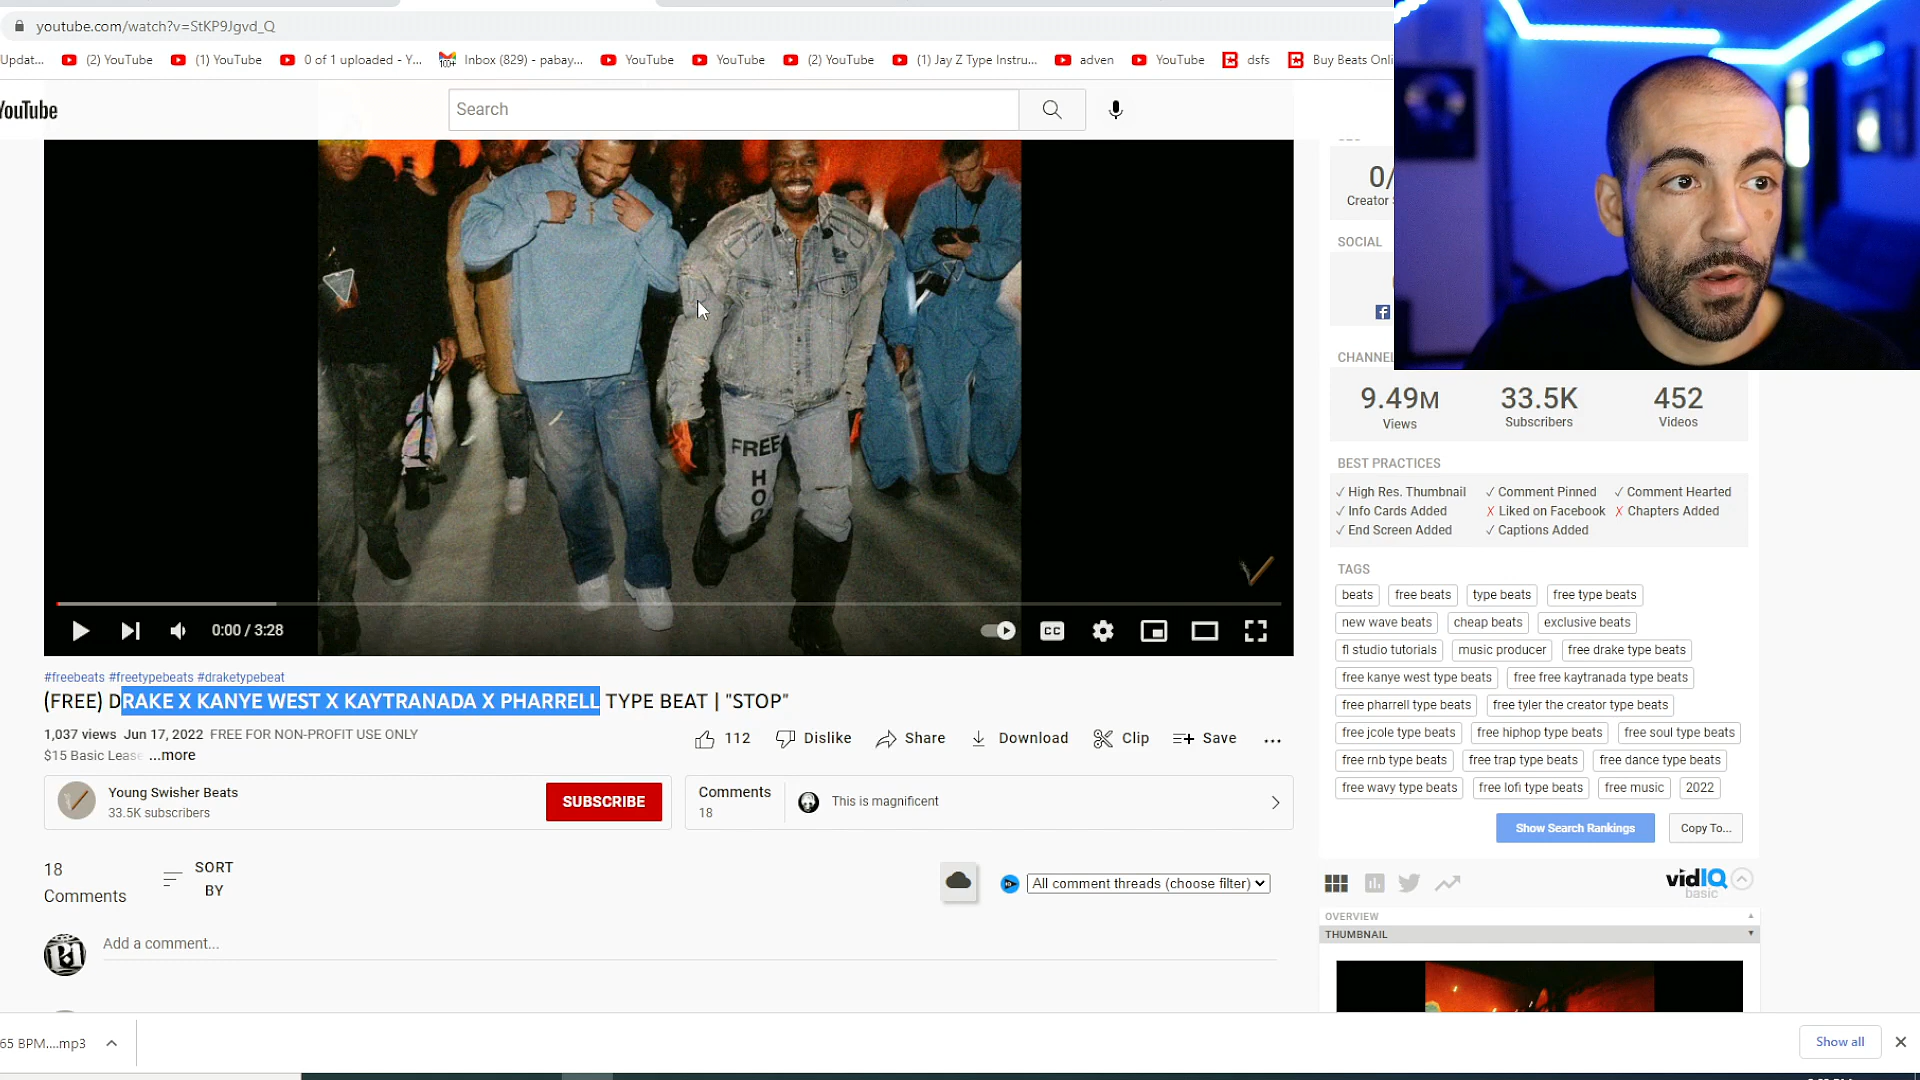 youtube.com/watch?v=StKP9Jgvd_Q
Updat... (2) YouTube (1) YouTube 0 of 1 uploaded - Y... Inbox (829) - pabay... YouTube YouTube (2) YouTube (1) Jay Z Type Instru... adven YouTube dsfs Buy Beats Onli
YouTube
Search
FREE
HOO
0:00 / 3:28
CC
#freebeats #freetypebeats #draketypebeat
(FREE) DRAKE X KANYE WEST X KAYTRANADA X PHARRELL TYPE BEAT | "STOP"
1,037 views Jun 17, 2022 FREE FOR NON-PROFIT USE ONLY
$15 Basic Lease ...more
112 Dislike Share Download Clip Save ...
Young Swisher Beats
33.5K subscribers
SUBSCRIBE
Comments
18
This is magnificent
18
Comments
SORT
BY
All comment threads (choose filter)
Add a comment...
0/
Creator
SOCIAL
CHANNEL
9.49M
Views
33.5K
Subscribers
452
Videos
BEST PRACTICES
✓ High Res. Thumbnail ✓ Comment Pinned ✓ Comment Hearted
✓ Info Cards Added ✗ Liked on Facebook ✗ Chapters Added
✓ End Screen Added ✓ Captions Added
TAGS
beats free beats type beats free type beats
new wave beats cheap beats exclusive beats
fl studio tutorials music producer free drake type beats
free kanye west type beats free free kaytranada type beats
free pharrell type beats free tyler the creator type beats
free jcole type beats free hiphop type beats free soul type beats
free rnb type beats free trap type beats free dance type beats
free wavy type beats free lofi type beats free music 2022
Show Search Rankings Copy To...
vidIQ
basic
OVERVIEW
THUMBNAIL
65 BPM....mp3
Show all